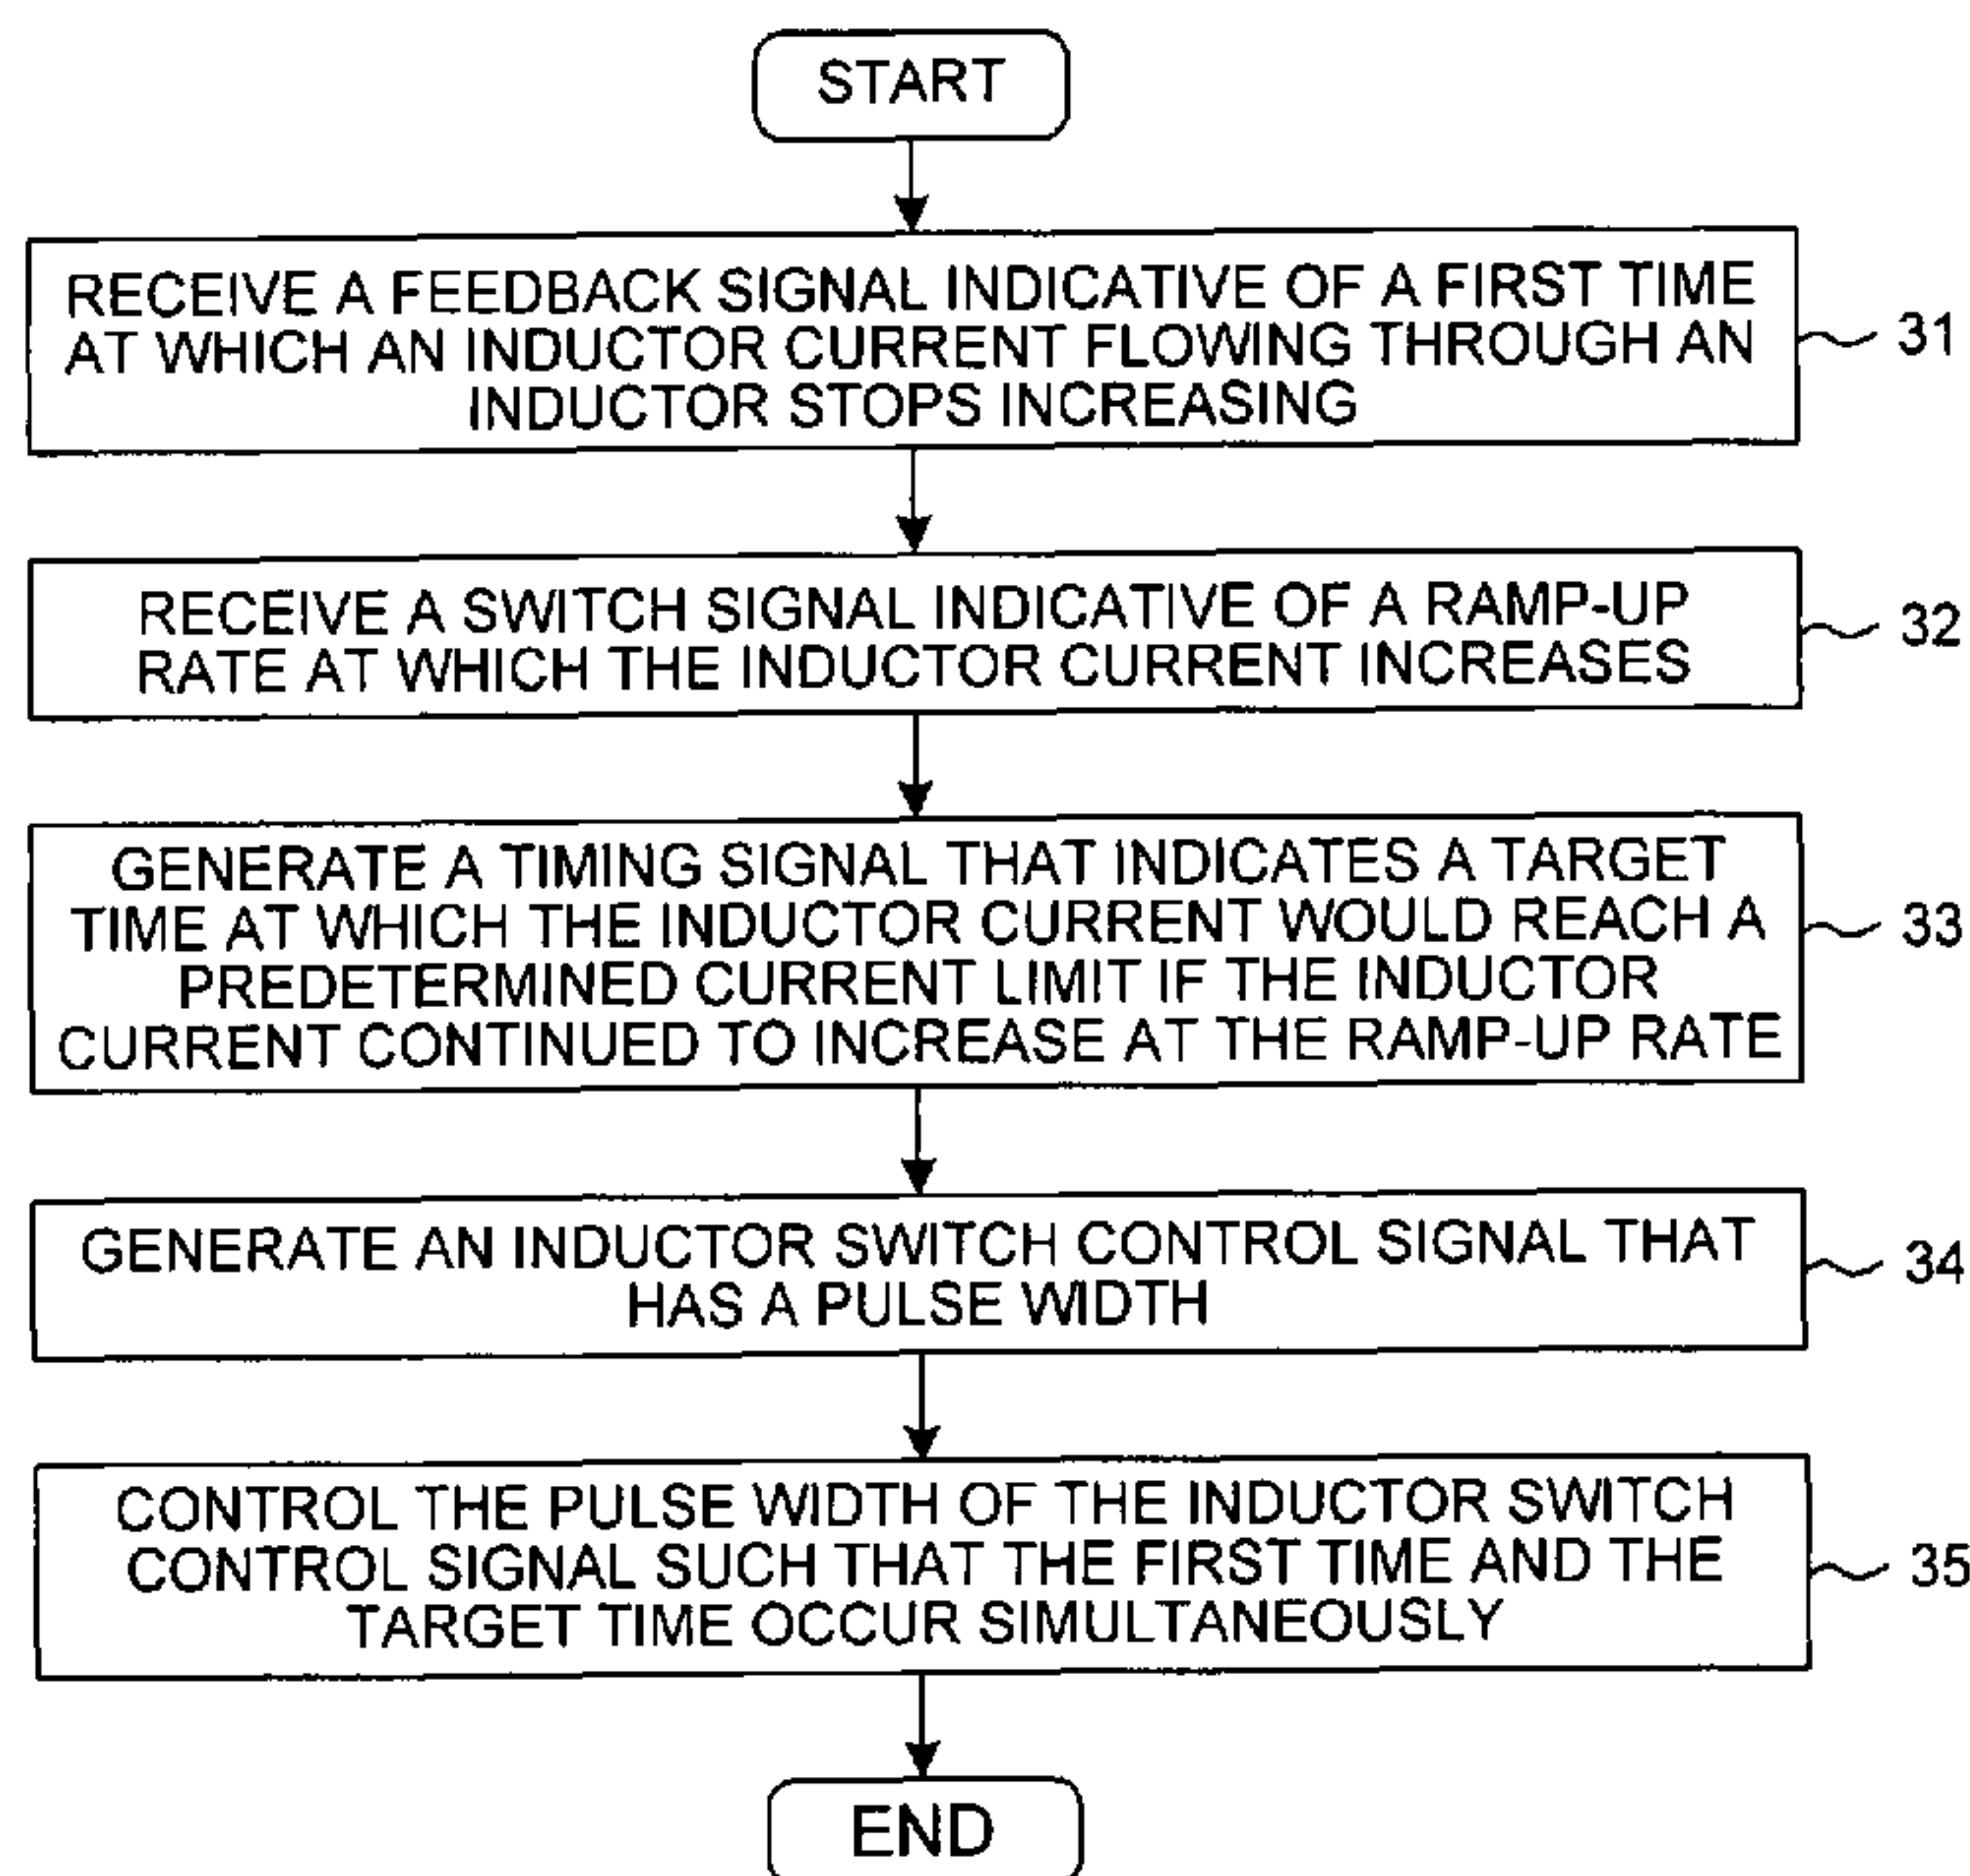 START
RECEIVE A FEEDBACK SIGNAL INDICATIVE OF A FIRST TIME
AT WHICH AN INDUCTOR CURRENT FLOWING THROUGH AN
INDUCTOR STOPS INCREASING
31
RECEIVE A SWITCH SIGNAL INDICATIVE OF A RAMP-UP
RATE AT WHICH THE INDUCTOR CURRENT INCREASES
32
GENERATE A TIMING SIGNAL THAT INDICATES A TARGET
TIME AT WHICH THE INDUCTOR CURRENT WOULD REACH A
PREDETERMINED CURRENT LIMIT IF THE INDUCTOR
CURRENT CONTINUED TO INCREASE AT THE RAMP-UP RATE
33
GENERATE AN INDUCTOR SWITCH CONTROL SIGNAL THAT
HAS A PULSE WIDTH
34
CONTROL THE PULSE WIDTH OF THE INDUCTOR SWITCH
CONTROL SIGNAL SUCH THAT THE FIRST TIME AND THE
TARGET TIME OCCUR SIMULTANEOUSLY
35
END